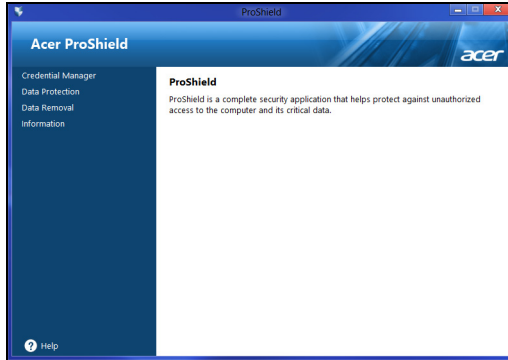 ProShield
Acer ProShield
acer
Credential Manager
Data Protection
Data Removal
Information
ProShield
ProShield is a complete security application that helps protect against unauthorized
access to the computer and its critical data.
? Help